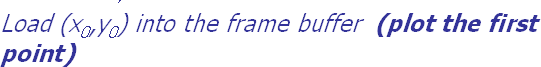 Load (x₀,y₀) into the frame buffer (plot the first
point)